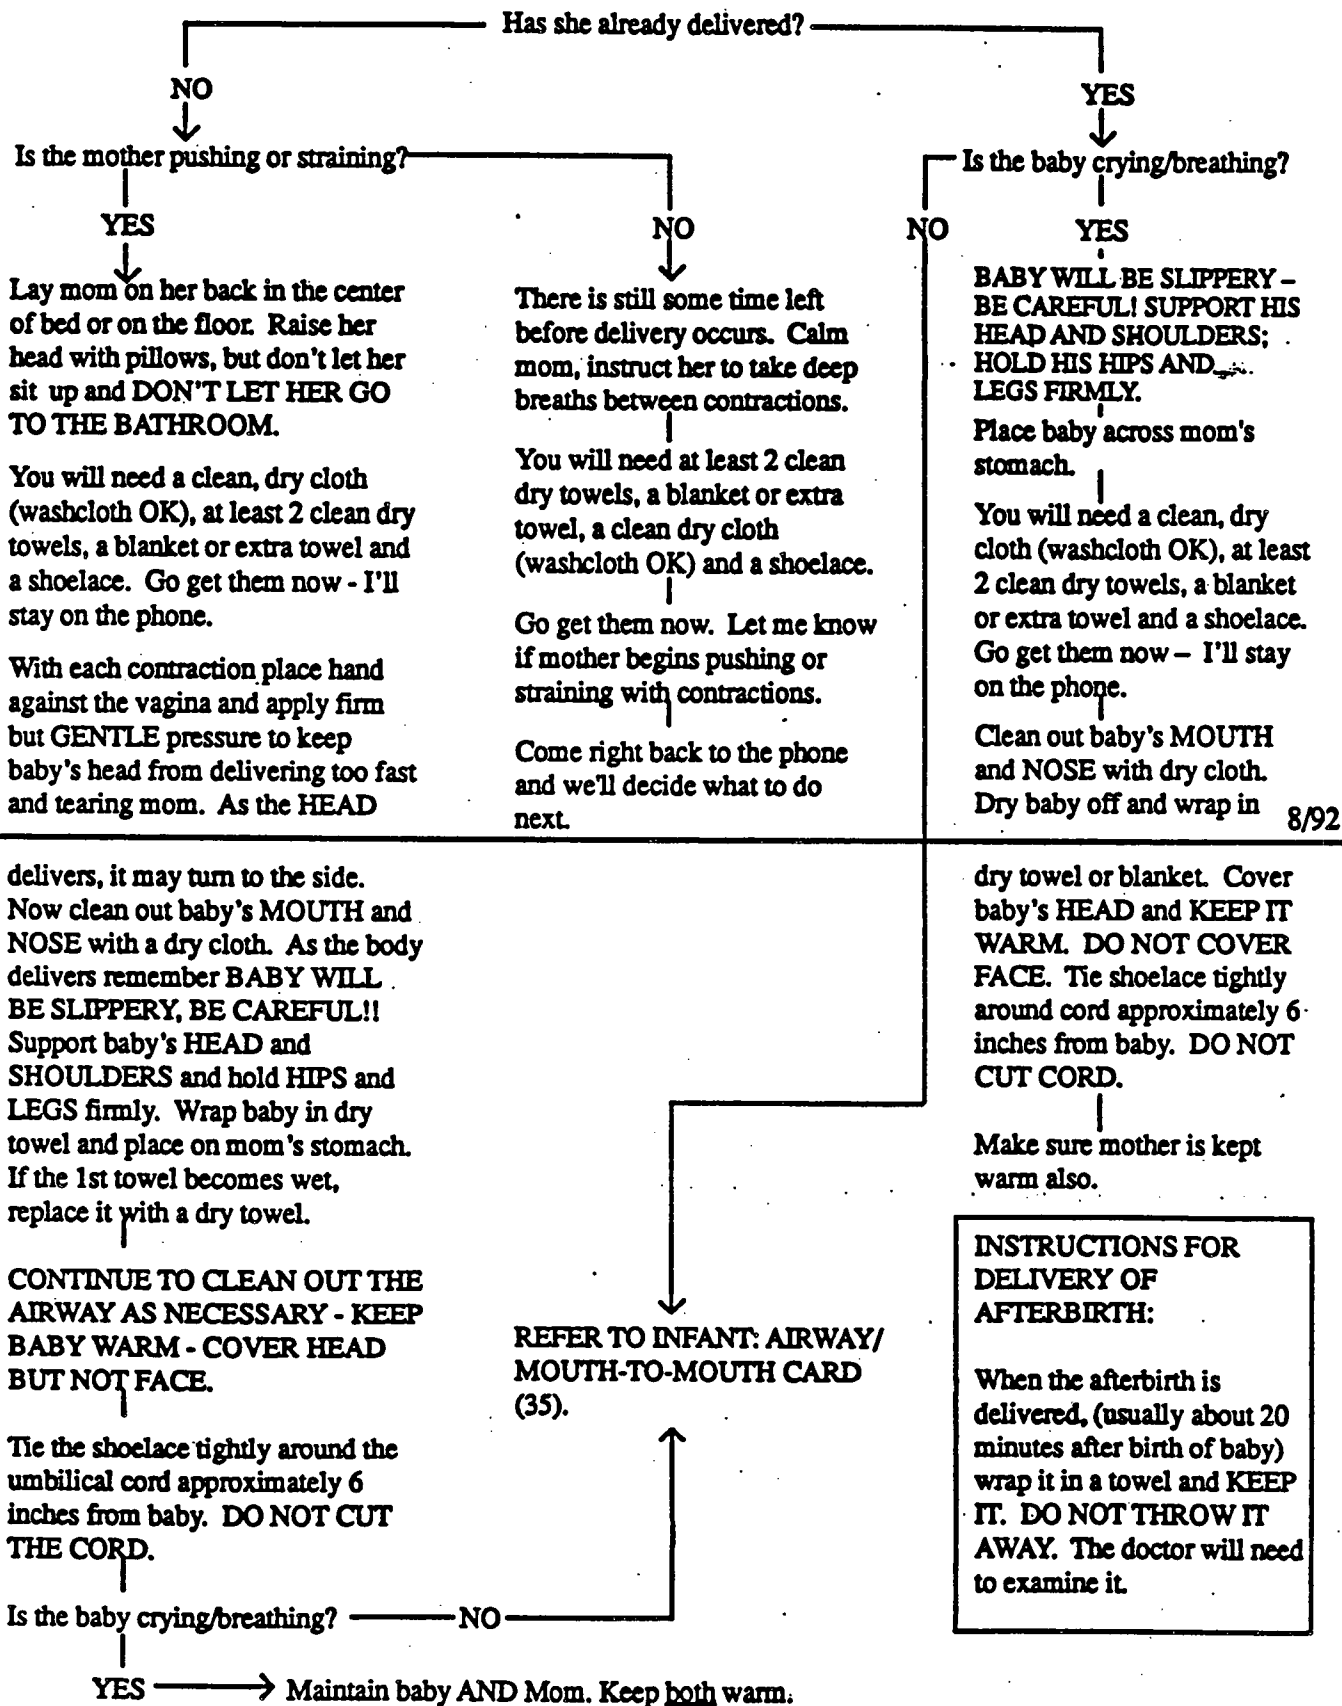 Has she already delivered?
NO
YES
Is the mother pushing or straining?
Is the baby crying/breathing?
YES
NO
NO
YES
Lay mom on her back in the center
of bed or on the floor. Raise her
head with pillows, but don't let her
sit up and DON'T LET HER GO
TO THE BATHROOM.
You will need a clean, dry cloth
(washcloth OK), at least 2 clean dry
towels, a blanket or extra towel and
a shoelace. Go get them now - I'll
stay on the phone.
With each contraction place hand
against the vagina and apply firm
but GENTLE pressure to keep
baby's head from delivering too fast
and tearing mom. As the HEAD
There is still some time left
before delivery occurs. Calm
mom, instruct her to take deep
breaths between contractions.
You will need at least 2 clean
dry towels, a blanket or extra
towel, a clean dry cloth
(washcloth OK) and a shoelace.
Go get them now. Let me know
if mother begins pushing or
straining with contractions.
Come right back to the phone
and we'll decide what to do
next.
BABY WILL BE SLIPPERY –
BE CAREFUL! SUPPORT HIS
HEAD AND SHOULDERS;
HOLD HIS HIPS AND
LEGS FIRMLY.
Place baby across mom's
stomach.
You will need a clean, dry
cloth (washcloth OK), at least
2 clean dry towels, a blanket
or extra towel and a shoelace.
Go get them now – I'll stay
on the phone.
Clean out baby's MOUTH
and NOSE with dry cloth.
Dry baby off and wrap in
8/92
delivers, it may turn to the side.
Now clean out baby's MOUTH and
NOSE with a dry cloth. As the body
delivers remember BABY WILL
BE SLIPPERY, BE CAREFUL!!
Support baby's HEAD and
SHOULDERS and hold HIPS and
LEGS firmly. Wrap baby in dry
towel and place on mom's stomach.
If the 1st towel becomes wet,
replace it with a dry towel.
CONTINUE TO CLEAN OUT THE
AIRWAY AS NECESSARY - KEEP
BABY WARM - COVER HEAD
BUT NOT FACE.
Tie the shoelace tightly around the
umbilical cord approximately 6
inches from baby. DO NOT CUT
THE CORD.
Is the baby crying/breathing?
NO
YES
Maintain baby AND Mom. Keep both warm.
REFER TO INFANT: AIRWAY/
MOUTH-TO-MOUTH CARD
(35).
dry towel or blanket. Cover
baby's HEAD and KEEP IT
WARM. DO NOT COVER
FACE. Tie shoelace tightly
around cord approximately 6
inches from baby. DO NOT
CUT CORD.
Make sure mother is kept
warm also.
INSTRUCTIONS FOR
DELIVERY OF
AFTERBIRTH:
When the afterbirth is
delivered, (usually about 20
minutes after birth of baby)
wrap it in a towel and KEEP
IT. DO NOT THROW IT
AWAY. The doctor will need
to examine it.